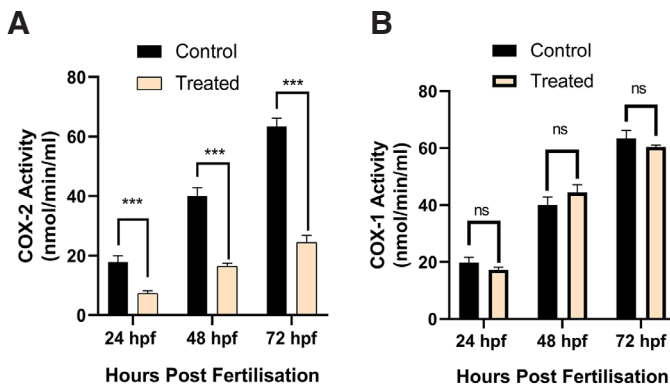 A
Control
Treated
COX-2 Activity
(nmol/min/ml)
80
60
40
20
0
***
***
***
24 hpf
48 hpf
72 hpf
Hours Post Fertilisation
B
Control
Treated
COX-1 Activity
(nmol/min/ml)
80
60
40
20
0
ns
ns
ns
24 hpf
48 hpf
72 hpf
Hours Post Fertilisation